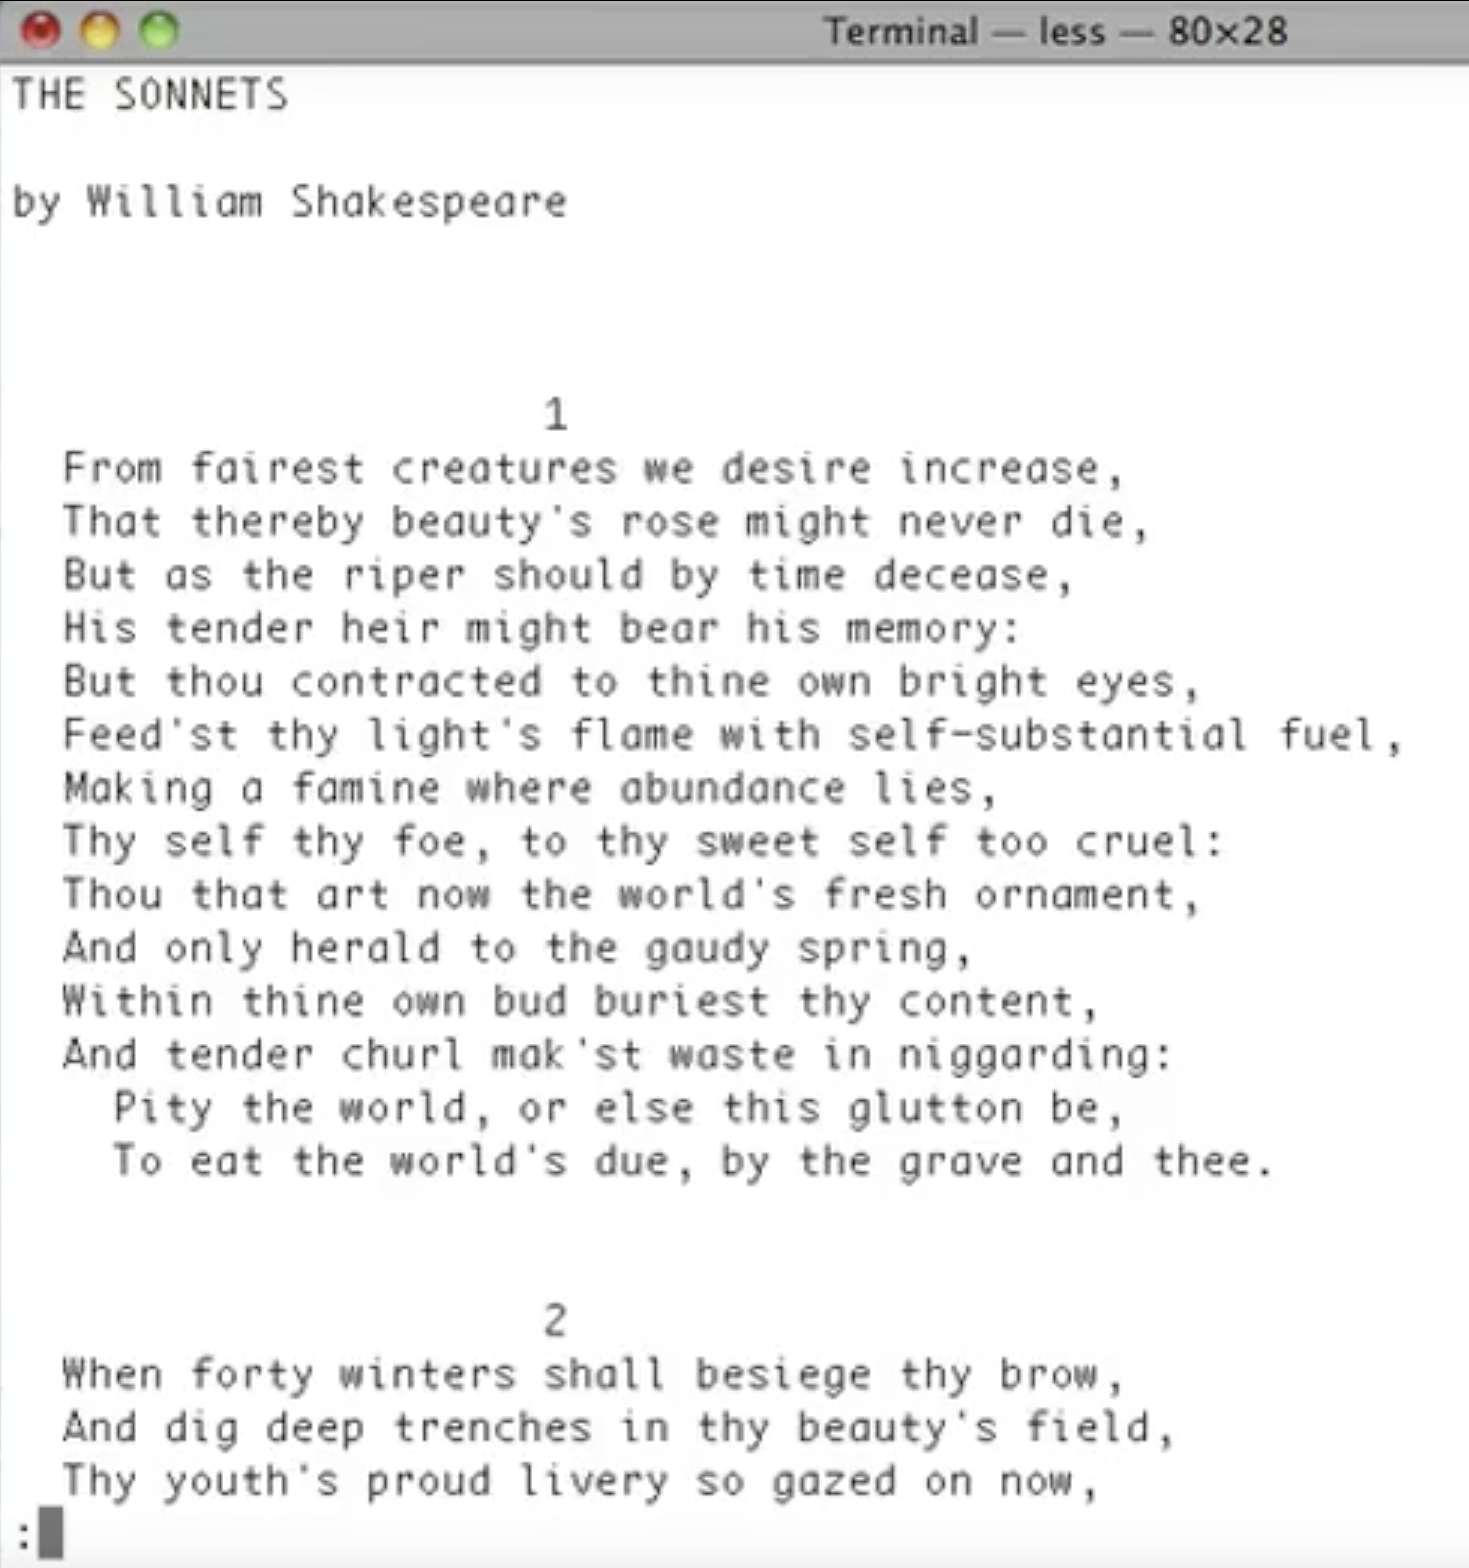 Terminal — less — 80×28
THE SONNETS
by William Shakespeare
1
From fairest creatures we desire increase,
That thereby beauty's rose might never die,
But as the riper should by time decease,
His tender heir might bear his memory:
But thou contracted to thine own bright eyes,
Feed'st thy light's flame with self-substantial fuel,
Making a famine where abundance lies,
Thy self thy foe, to thy sweet self too cruel:
Thou that art now the world's fresh ornament,
And only herald to the gaudy spring,
Within thine own bud buriest thy content,
And tender churl mak'st waste in niggarding:
Pity the world, or else this glutton be,
To eat the world's due, by the grave and thee.
2
When forty winters shall besiege thy brow,
And dig deep trenches in thy beauty's field,
Thy youth's proud livery so gazed on now,
: